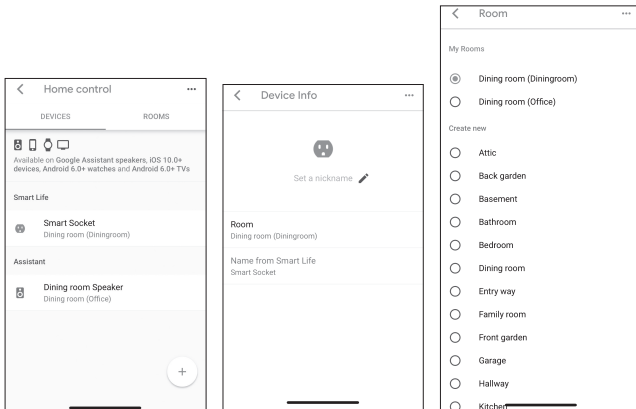 Home control
DEVICES ROOMS
Available on Google Assistant speakers, iOS 10.0+
devices, Android 6.0+ watches and Android 6.0+ TVs
Smart Life
Smart Socket
Dining room (Diningroom)
Assistant
Dining room Speaker
Dining room (Office)
Device Info
Set a nickname
Room
Dining room (Diningroom)
Name from Smart Life
Smart Socket
Room
My Rooms
Dining room (Diningroom)
Dining room (Office)
Create new
Attic
Back garden
Basement
Bathroom
Bedroom
Dining room
Entry way
Family room
Front garden
Garage
Hallway
Kitchen